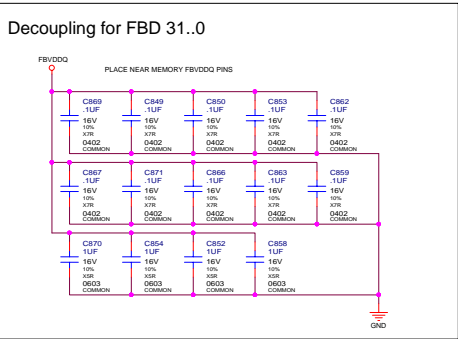 Decoupling for FBD 31..0
FBVDDQ
PLACE NEAR MEMORY FBVDDQ PINS
C869 C849 C850 C853 C862
.1UF .1UF .1UF .1UF .1UF
16V 16V 16V 16V 16V
10% 10% 10% 10% 10%
X7R X7R X7R X7R X7R
0402 0402 0402 0402 0402
COMMON COMMON COMMON COMMON COMMON
C867 C871 C866 C863 C859
.1UF .1UF .1UF .1UF .1UF
16V 16V 16V 16V 16V
10% 10% 10% 10% 10%
X7R X7R X7R X7R X7R
0402 0402 0402 0402 0402
COMMON COMMON COMMON COMMON COMMON
C870 C854 C852 C858
1UF 1UF 1UF 1UF
16V 16V 16V 16V
10% 10% 10% 10%
X5R X5R X5R X5R
0603 0603 0603 0603
COMMON COMMON COMMON COMMON
GND